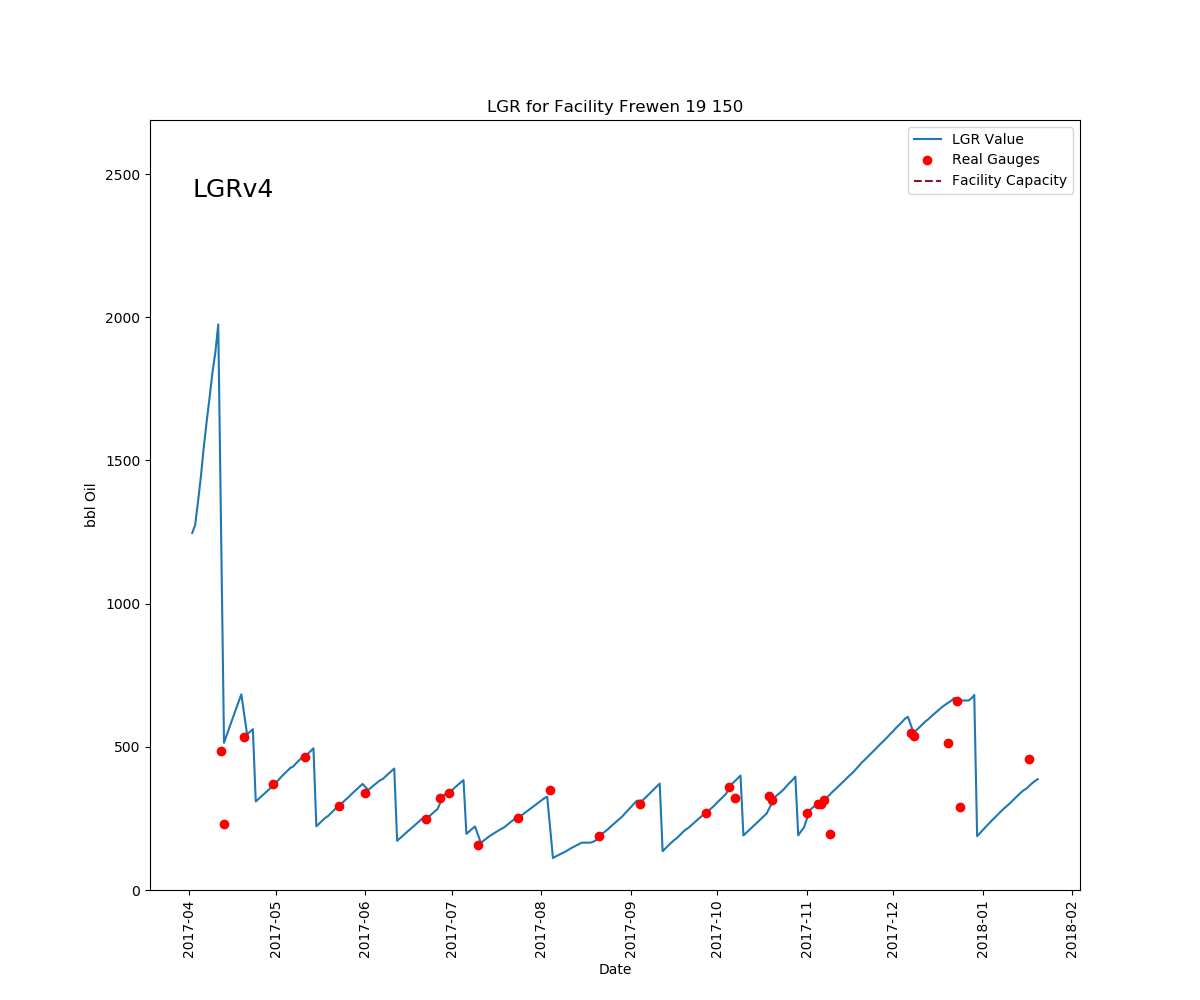 LGR for Facility Frewen 19 150
LGR Value
Real Gauges
Facility Capacity
LGRv4
bbl Oil
2500
2000
1500
1000
500
0
2017-04
2017-05
2017-06
2017-07
2017-08
2017-09
2017-10
2017-11
2017-12
2018-01
2018-02
Date